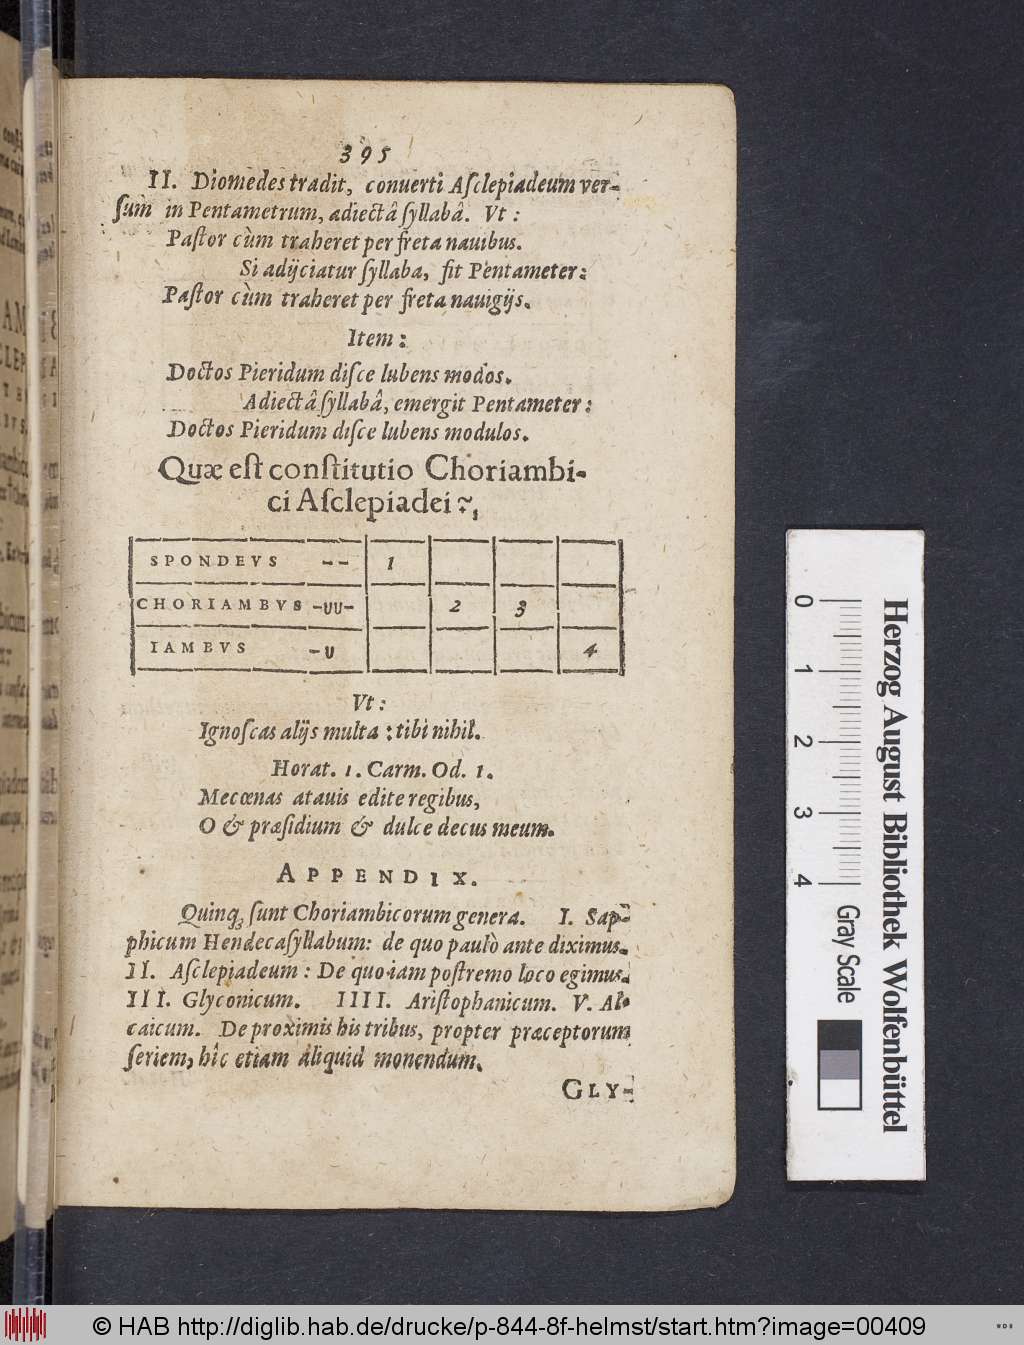 395
II. Diomedes tradit, conuerti Aſclepiadeum ver-
ſum in Pentametrum, adiectâ ſyllabâ. Vt :
Paſtor cùm traheret per freta nauibus.
Si adijciatur ſyllaba, fit Pentameter:
Paſtor cùm traheret per freta nauigijs.
Item :
Doctos Pieridum diſce lubens modos.
Adiectâ ſyllabâ, emergit Pentameter :
Doctos Pieridum diſce lubens modulos.
Quæ eſt conſtitutio Choriambi-
ci Aſclepiadei ?
SPONDEVS -- 1
CHORIAMBVS -UU- 2 3
IAMBVS -U 4
Vt :
Ignoſcas alijs multa : tibi nihil.
Horat. 1. Carm. Od. 1.
Mecœnas atauis edite regibus,
O & præſidium & dulce decus meum.
APPENDIX.
Quinq; ſunt Choriambicorum genera. I. Sap-
phicum Hendecaſyllabum: de quo paulò ante diximus.
II. Aſclepiadeum : De quo iam poſtremo loco egimus.
III. Glyconicum. IIII. Ariſtophanicum. V. Al-
caicum. De proximis his tribus, propter præceptorum
ſeriem, hîc etiam aliquid monendum.
GLY-
0 1 2 3 4
Gray Scale
Herzog August Bibliothek Wolfenbüttel
© HAB http://diglib.hab.de/drucke/p-844-8f-helmst/start.htm?image=00409